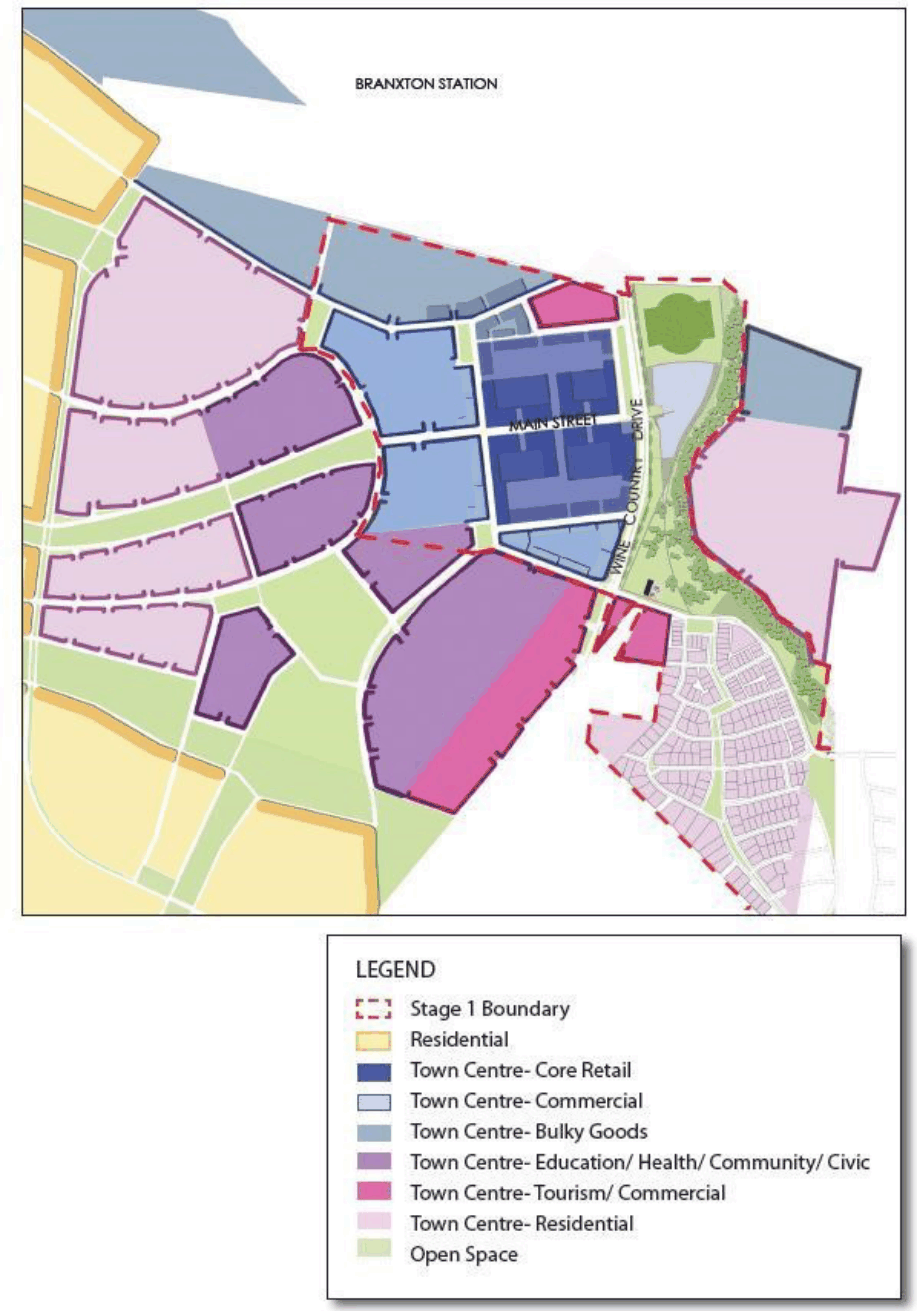 BRANXTON STATION
MAIN STREET
WINE COUNTRY DRIVE
LEGEND
Stage 1 Boundary
Residential
Town Centre- Core Retail
Town Centre- Commercial
Town Centre- Bulky Goods
Town Centre- Education/ Health/ Community/ Civic
Town Centre- Tourism/ Commercial
Town Centre- Residential
Open Space